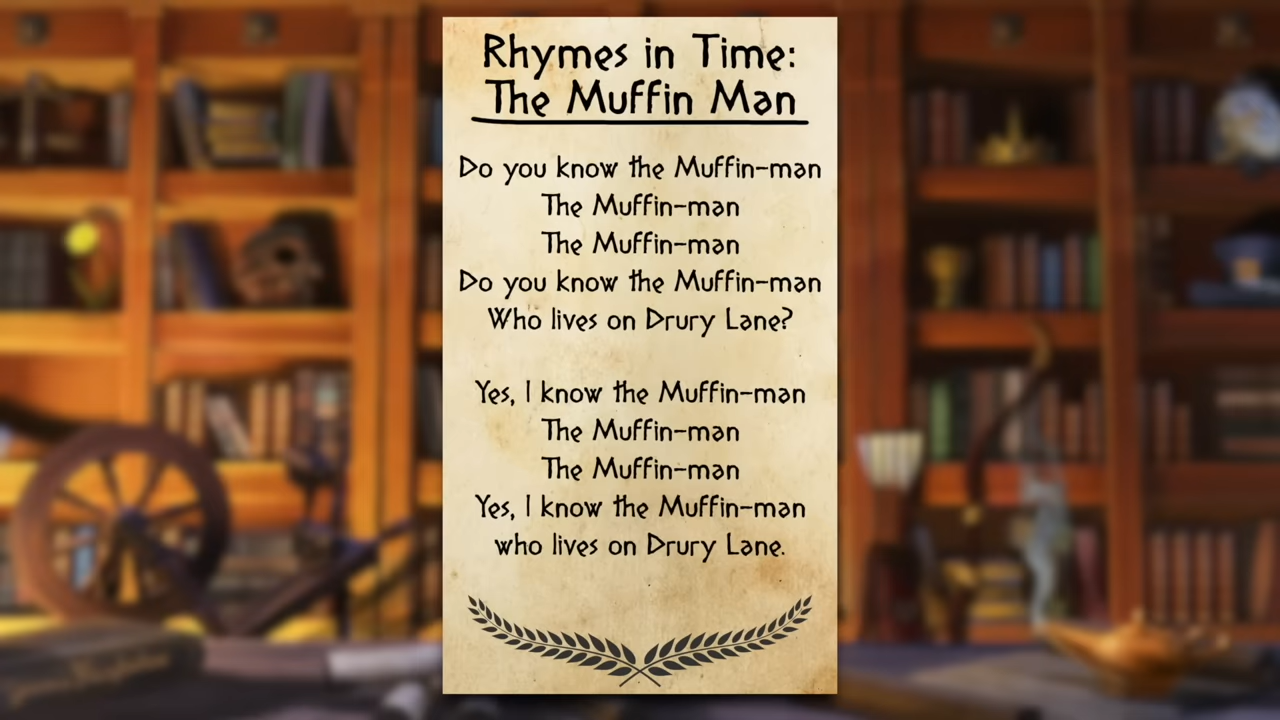 Rhymes in Time:
The Muffin Man
Do you know the Muffin-man
The Muffin-man
The Muffin-man
Do you know the Muffin-man
Who lives on Drury Lane?
Yes, I know the Muffin-man
The Muffin-man
The Muffin-man
Yes, I know the Muffin-man
who lives on Drury Lane.